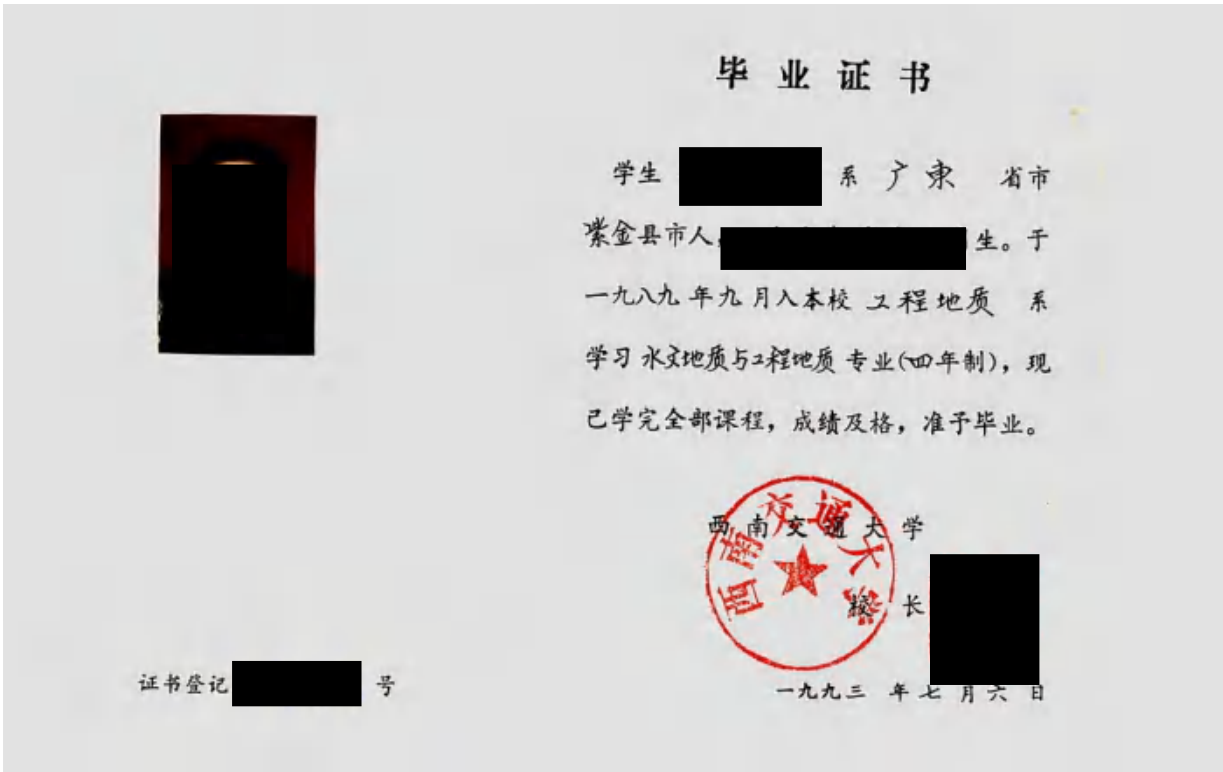 毕业证书
学生 系 广东 省市
紫金县市人, 生。于
一九八九年九月入本校 工程地质 系
学习 水文地质与工程地质 专业(四年制),现
已学完全部课程,成绩及格,准予毕业。
西南交通大学
西南交通大学
校 长
证书登记 号
一九九三 年七月六日